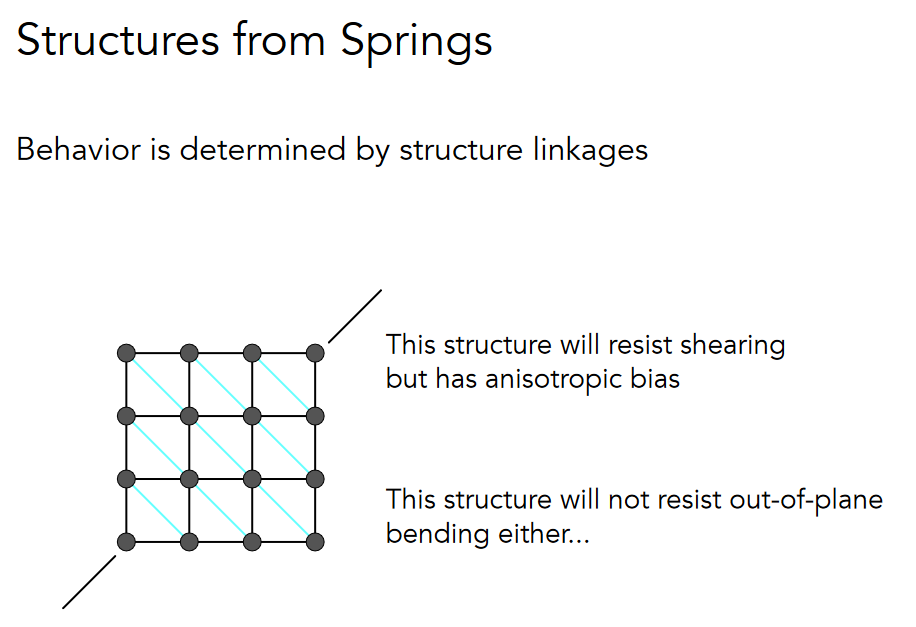 Structures from Springs
Behavior is determined by structure linkages
This structure will resist shearing
but has anisotropic bias
This structure will not resist out-of-plane
bending either...